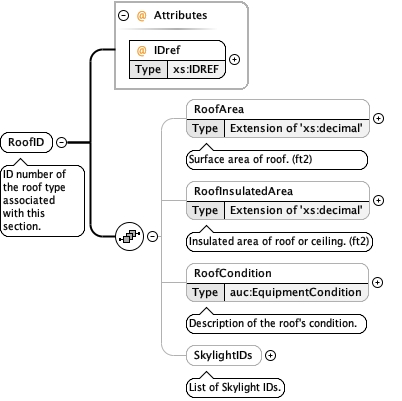 @ Attributes
@ IDref
Type xs:IDREF
RoofID
ID number of
the roof type
associated
with this
section.
RoofArea
Type Extension of 'xs:decimal'
Surface area of roof. (ft2)
RoofInsulatedArea
Type Extension of 'xs:decimal'
Insulated area of roof or ceiling. (ft2)
RoofCondition
Type auc:EquipmentCondition
Description of the roof's condition.
SkylightIDs
List of Skylight IDs.